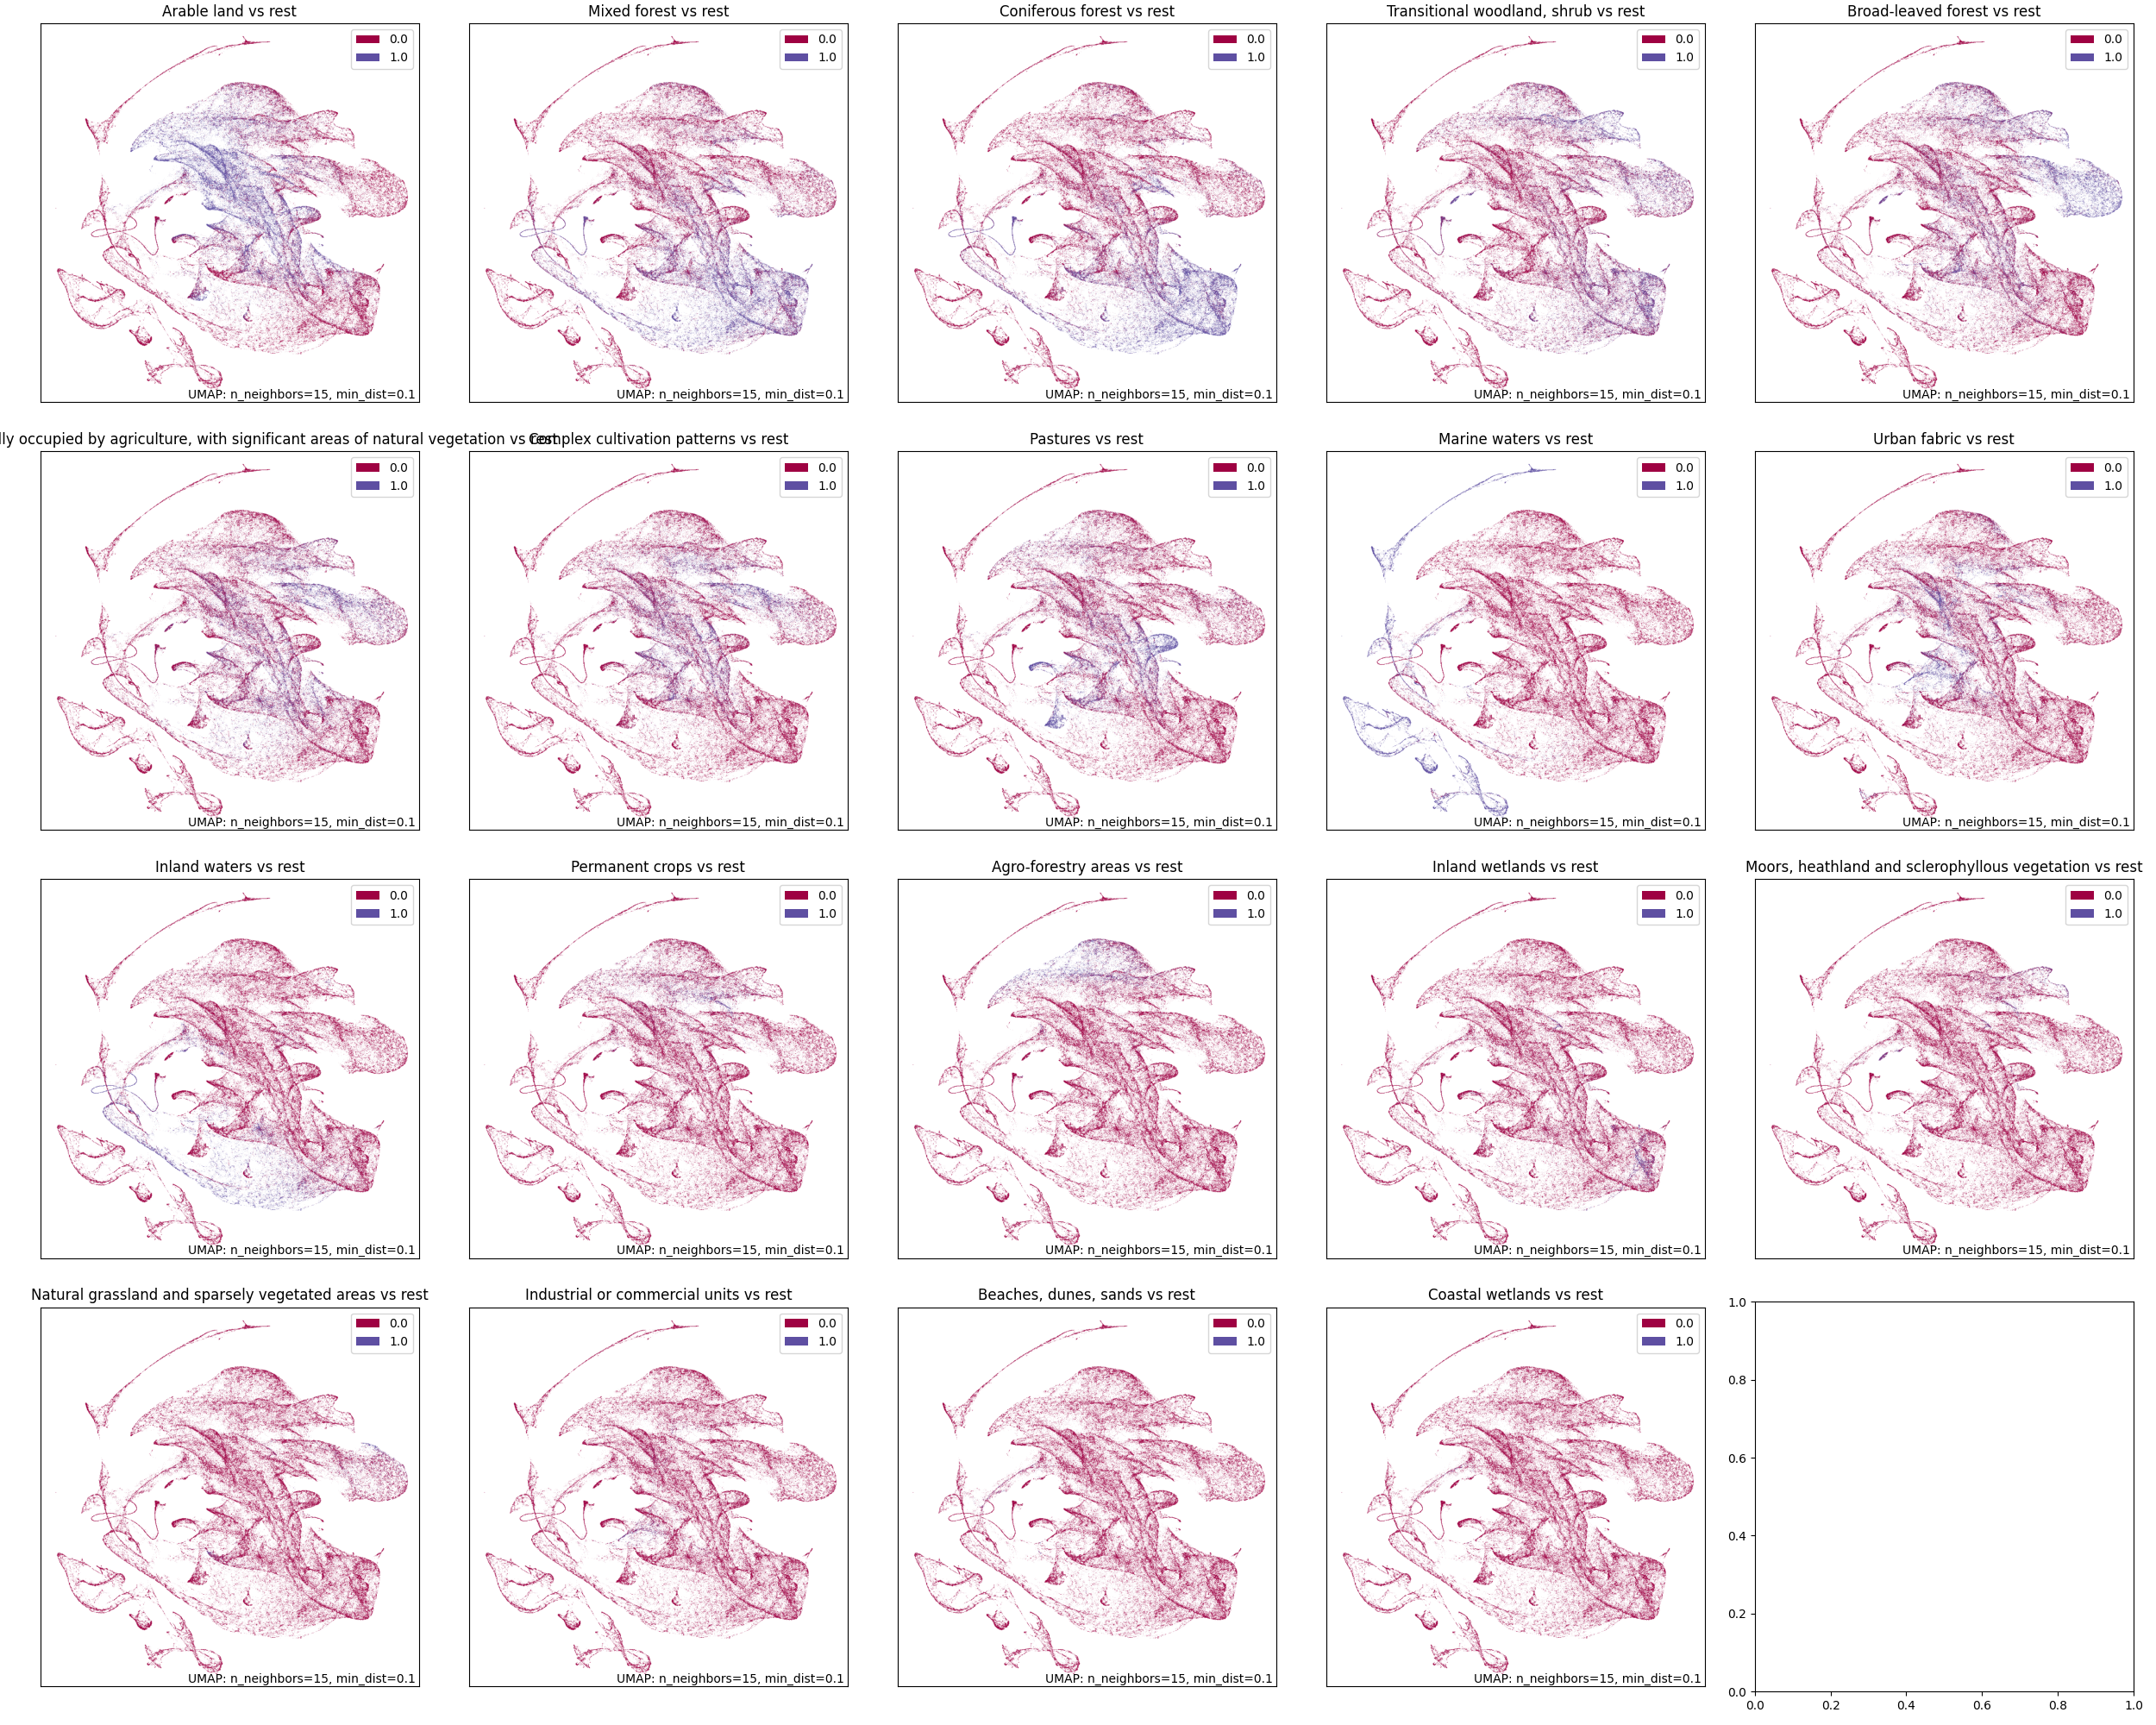 Arable land vs rest
0.0
1.0
UMAP: n_neighbors=15, min_dist=0.1
Mixed forest vs rest
0.0
1.0
UMAP: n_neighbors=15, min_dist=0.1
Coniferous forest vs rest
0.0
1.0
UMAP: n_neighbors=15, min_dist=0.1
Transitional woodland, shrub vs rest
0.0
1.0
UMAP: n_neighbors=15, min_dist=0.1
Broad-leaved forest vs rest
0.0
1.0
UMAP: n_neighbors=15, min_dist=0.1
lly occupied by agriculture, with significant areas of natural vegetation vs rest
0.0
1.0
UMAP: n_neighbors=15, min_dist=0.1
Complex cultivation patterns vs rest
0.0
1.0
UMAP: n_neighbors=15, min_dist=0.1
Pastures vs rest
0.0
1.0
UMAP: n_neighbors=15, min_dist=0.1
Marine waters vs rest
0.0
1.0
UMAP: n_neighbors=15, min_dist=0.1
Urban fabric vs rest
0.0
1.0
UMAP: n_neighbors=15, min_dist=0.1
Inland waters vs rest
0.0
1.0
UMAP: n_neighbors=15, min_dist=0.1
Permanent crops vs rest
0.0
1.0
UMAP: n_neighbors=15, min_dist=0.1
Agro-forestry areas vs rest
0.0
1.0
UMAP: n_neighbors=15, min_dist=0.1
Inland wetlands vs rest
0.0
1.0
UMAP: n_neighbors=15, min_dist=0.1
Moors, heathland and sclerophyllous vegetation vs rest
0.0
1.0
UMAP: n_neighbors=15, min_dist=0.1
Natural grassland and sparsely vegetated areas vs rest
0.0
1.0
UMAP: n_neighbors=15, min_dist=0.1
Industrial or commercial units vs rest
0.0
1.0
UMAP: n_neighbors=15, min_dist=0.1
Beaches, dunes, sands vs rest
0.0
1.0
UMAP: n_neighbors=15, min_dist=0.1
Coastal wetlands vs rest
0.0
1.0
UMAP: n_neighbors=15, min_dist=0.1
1.0
0.8
0.6
0.4
0.2
0.0
0.0 0.2 0.4 0.6 0.8 1.0